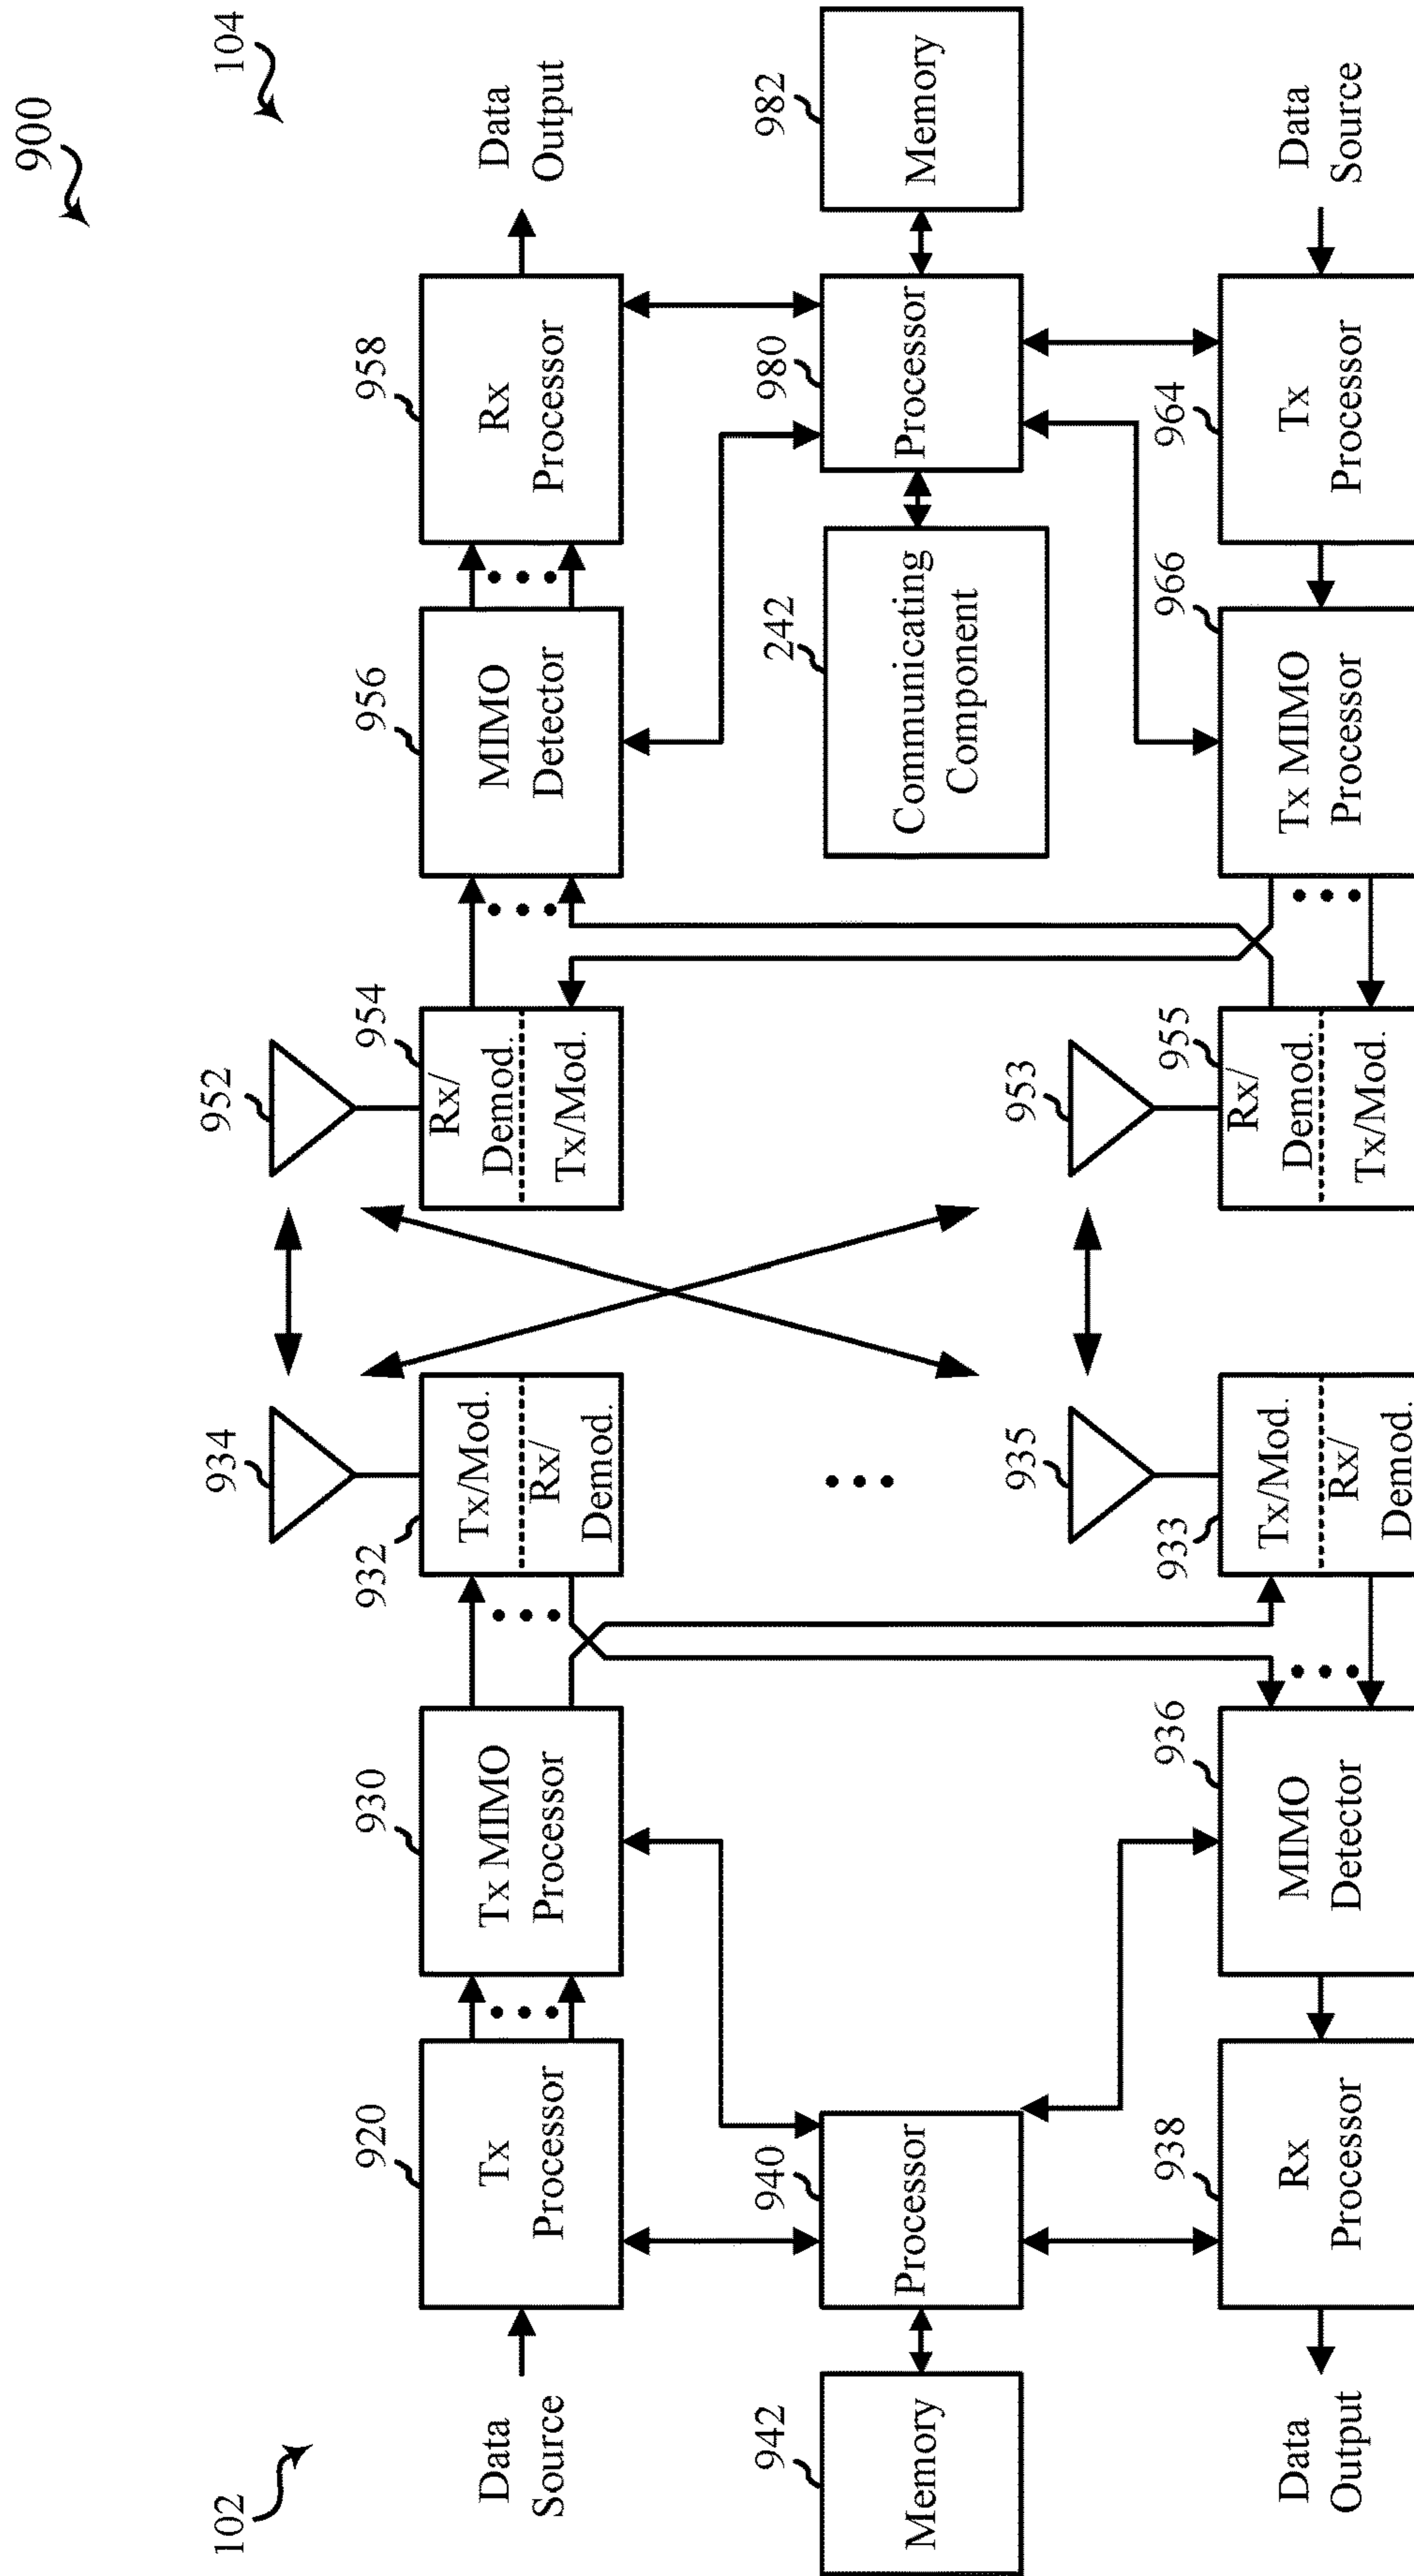 900
102
104
934
952
Data
Source
920
Tx
Processor
930
Tx MIMO
Processor
932
Tx/Mod.
Rx/
Demod.
954
Rx/
Demod.
Tx/Mod.
956
MIMO
Detector
958
Rx
Processor
Data
Output
942
Memory
940
Processor
242
Communicating
Component
980
Processor
982
Memory
935
953
Data
Output
938
Rx
Processor
936
MIMO
Detector
933
Tx/Mod.
Rx/
Demod.
955
Rx/
Demod.
Tx/Mod.
966
Tx MIMO
Processor
964
Tx
Processor
Data
Source